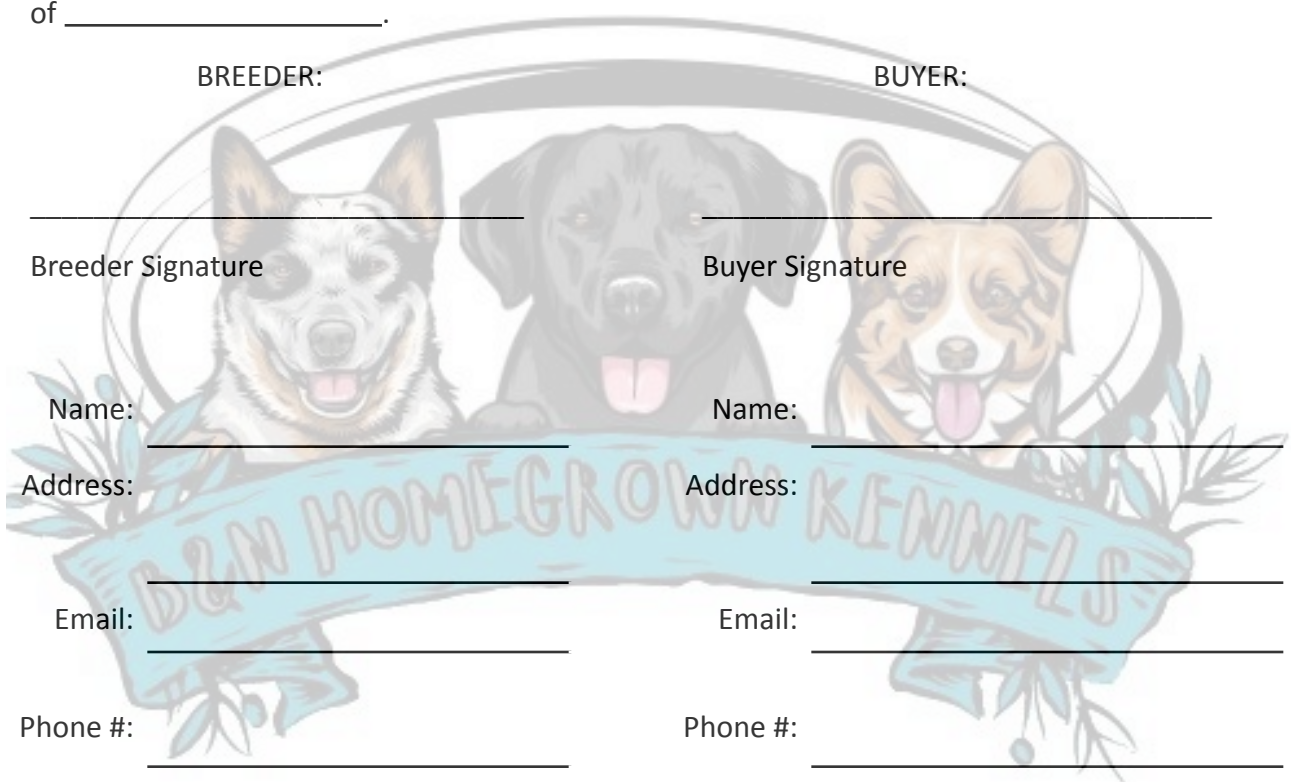 of ____________________.
BREEDER: BUYER:
Breeder Signature Buyer Signature
Name: Name:
Address: Address:
B&N HOMEGROWN KENNELS
Email: Email:
Phone #: Phone #: